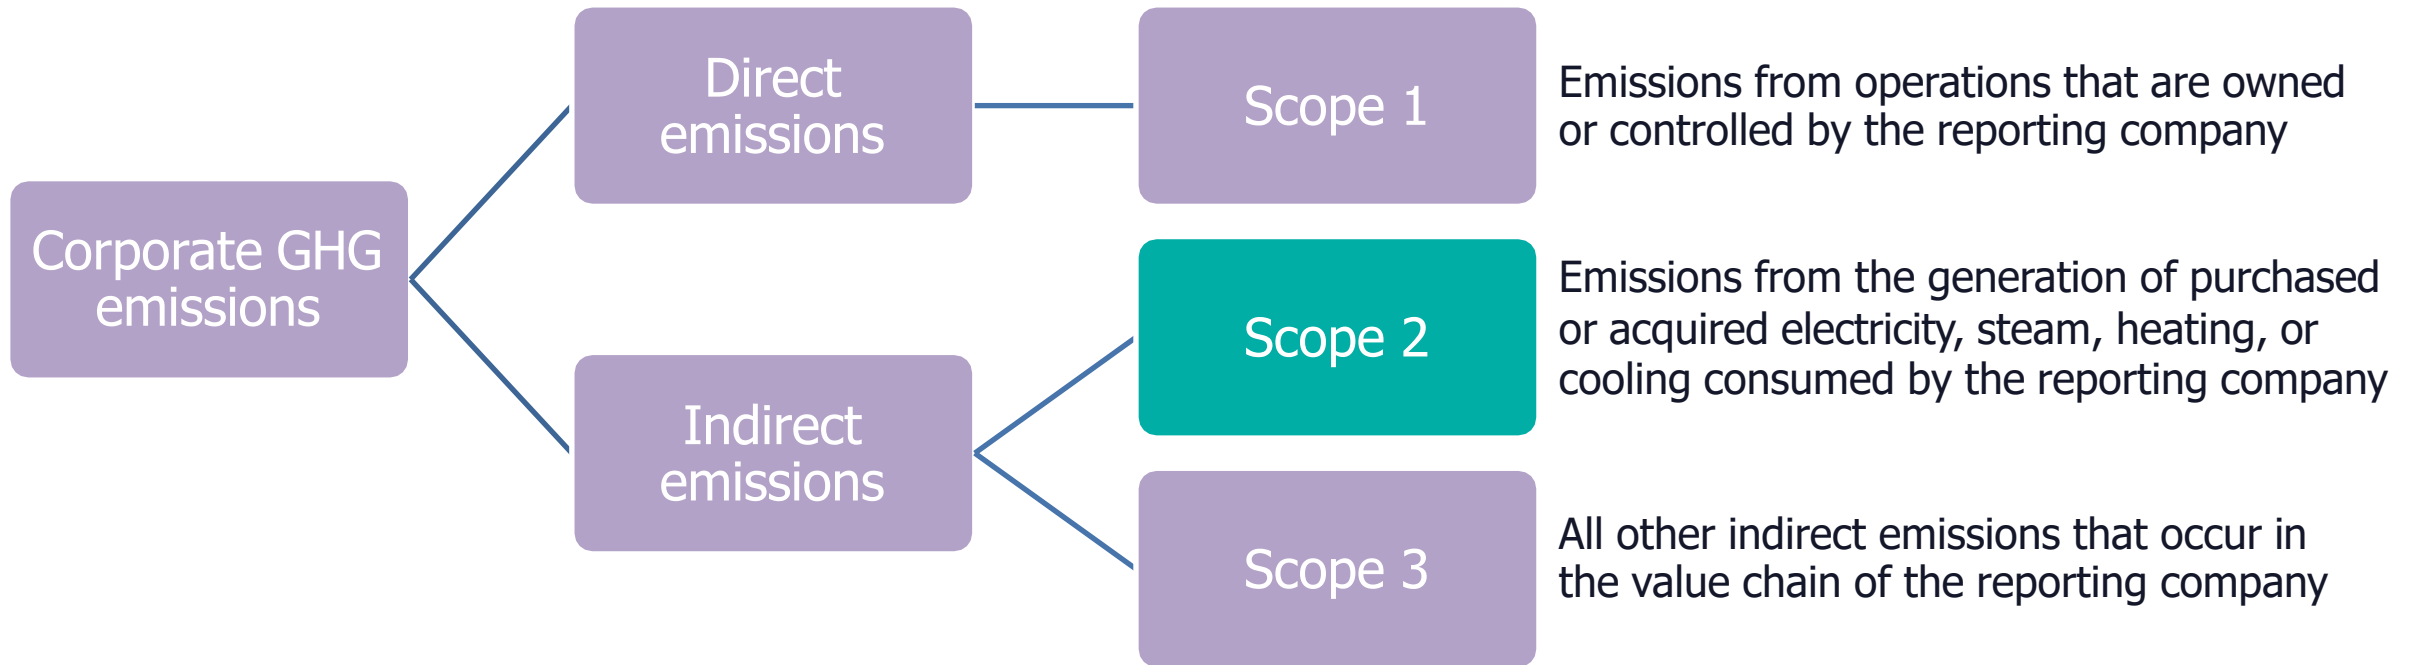 Corporate GHG
emissions
Direct
emissions
Indirect
emissions
Scope 1
Emissions from operations that are owned
or controlled by the reporting company
Scope 2
Emissions from the generation of purchased
or acquired electricity, steam, heating, or
cooling consumed by the reporting company
Scope 3
All other indirect emissions that occur in
the value chain of the reporting company